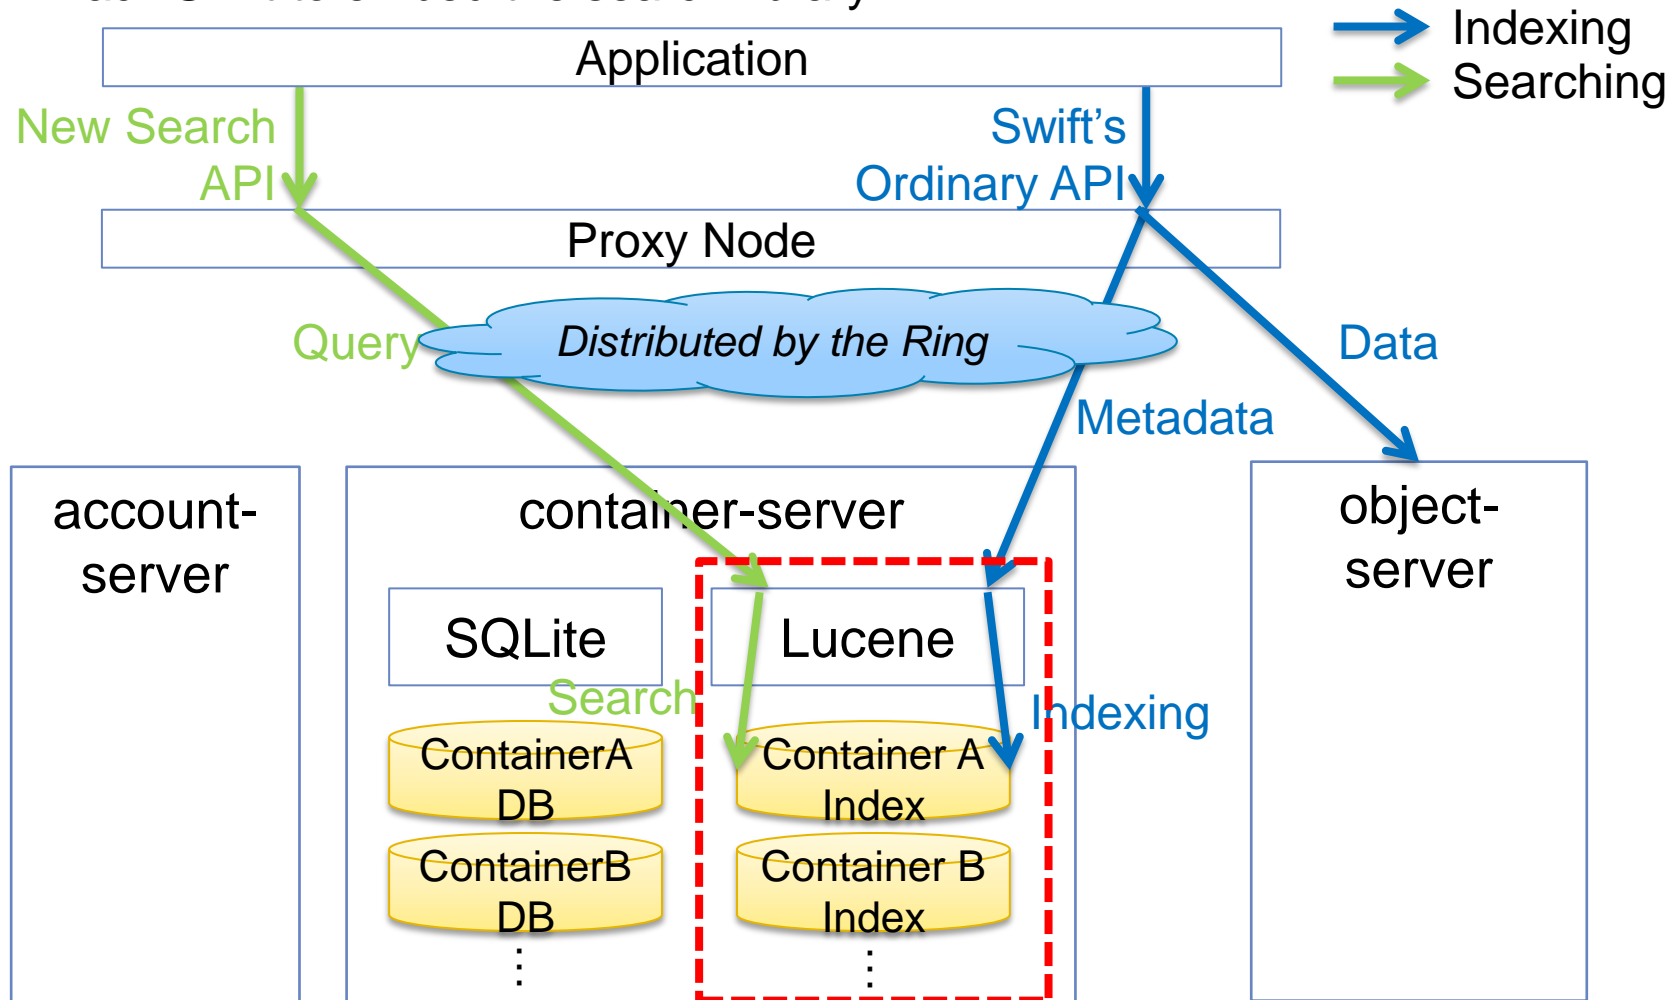 Indexing
Searching
Application
New Search
API
Swift's
Ordinary API
Proxy Node
Query
Distributed by the Ring
Data
Metadata
account-
server
container-server
object-
server
SQLite
Lucene
Search
Indexing
ContainerA
DB
Container A
Index
ContainerB
DB
Container B
Index